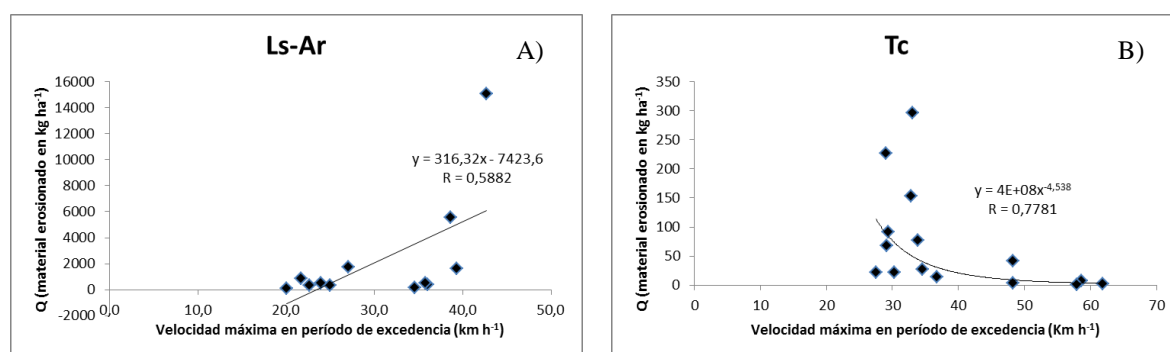 Ls-Ar
A)
Q (material erosionado en kg ha⁻¹)
16000
14000
12000
10000
8000
6000
4000
2000
0
-2000
y = 316,32x - 7423,6
R = 0,5882
0,0 10,0 20,0 30,0 40,0 50,0
Velocidad máxima en período de excedencia (km h⁻¹)
Tc
B)
Q (material erosionado en kg ha⁻¹)
350
300
250
200
150
100
50
0
y = 4E+08x⁻⁴,⁵³⁸
R = 0,7781
0 10 20 30 40 50 60 70
Velocidad máxima en período de excedencia (Km h⁻¹)